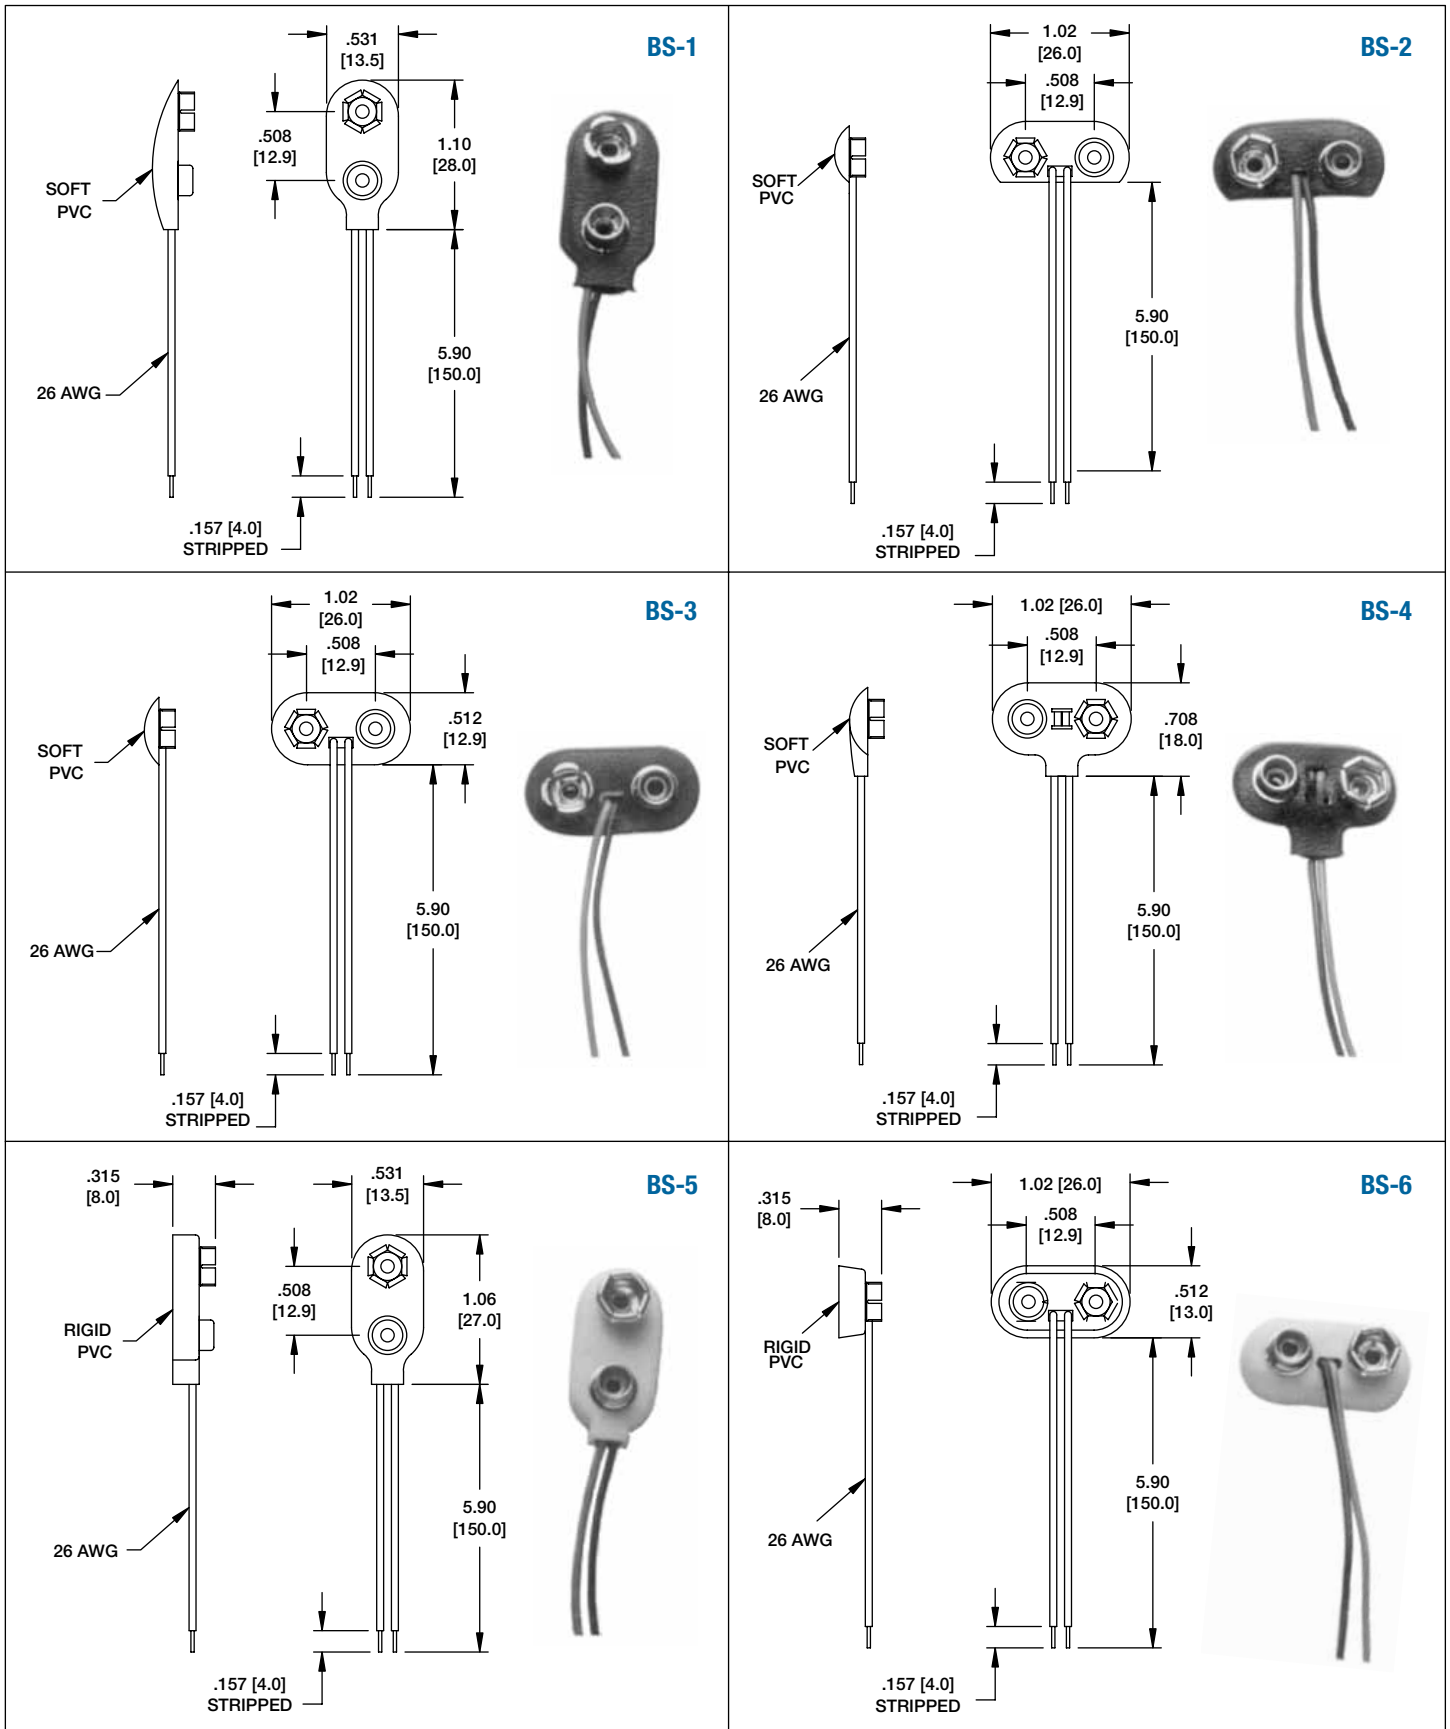 BS-1
.531
[13.5]
.508
[12.9]
1.10
[28.0]
SOFT
PVC
5.90
[150.0]
26 AWG
.157 [4.0]
STRIPPED
BS-2
1.02
[26.0]
.508
[12.9]
SOFT
PVC
5.90
[150.0]
26 AWG
.157 [4.0]
STRIPPED
BS-3
1.02
[26.0]
.508
[12.9]
.512
[12.9]
SOFT
PVC
5.90
[150.0]
26 AWG
.157 [4.0]
STRIPPED
BS-4
1.02 [26.0]
.508
[12.9]
.708
[18.0]
SOFT
PVC
5.90
[150.0]
26 AWG
.157 [4.0]
STRIPPED
BS-5
.315
[8.0]
.531
[13.5]
.508
[12.9]
1.06
[27.0]
RIGID
PVC
5.90
[150.0]
26 AWG
.157 [4.0]
STRIPPED
BS-6
1.02 [26.0]
.315
[8.0]
.508
[12.9]
.512
[13.0]
RIGID
PVC
5.90
[150.0]
26 AWG
.157 [4.0]
STRIPPED